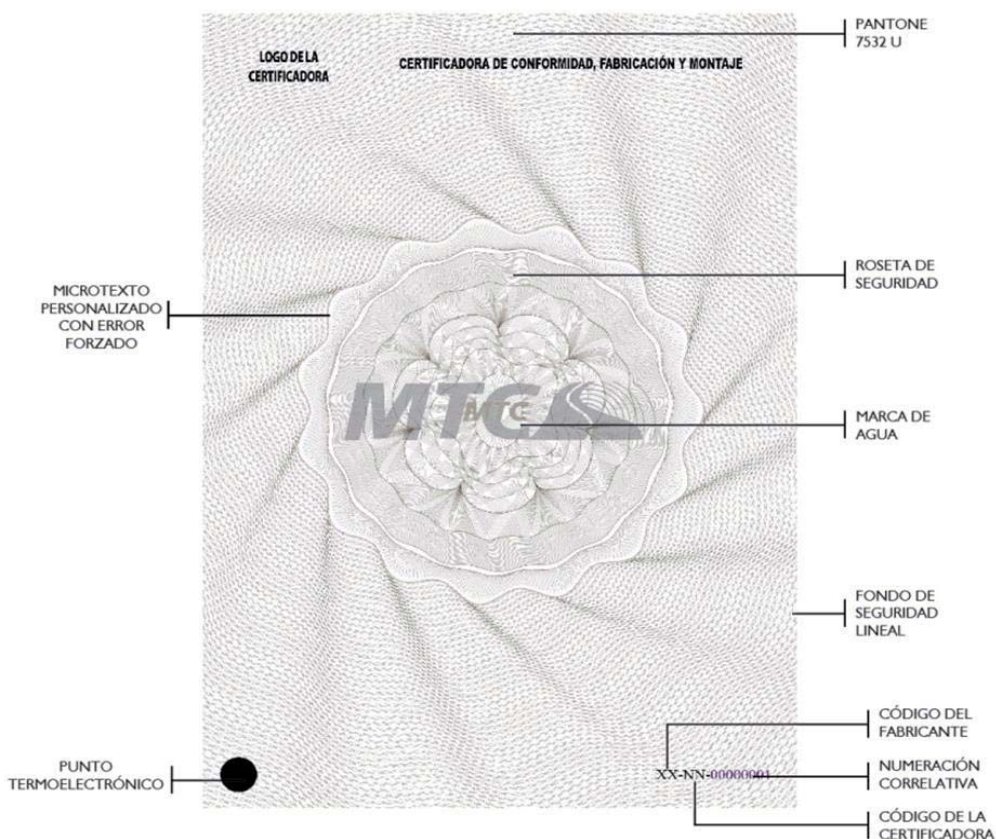 PANTONE
7532 U
LOGO DE LA
CERTIFICADORA
CERTIFICADORA DE CONFORMIDAD, FABRICACIÓN Y MONTAJE
ROSETA DE
SEGURIDAD
MICROTEXTO
PERSONALIZADO
CON ERROR
FORZADO
MTC
MTC
MARCA DE
AGUA
FONDO DE
SEGURIDAD
LINEAL
CÓDIGO DEL
FABRICANTE
PUNTO
TERMOELECTRÓNICO
XX-NN-00000001
NUMERACIÓN
CORRELATIVA
CÓDIGO DE LA
CERTIFICADORA